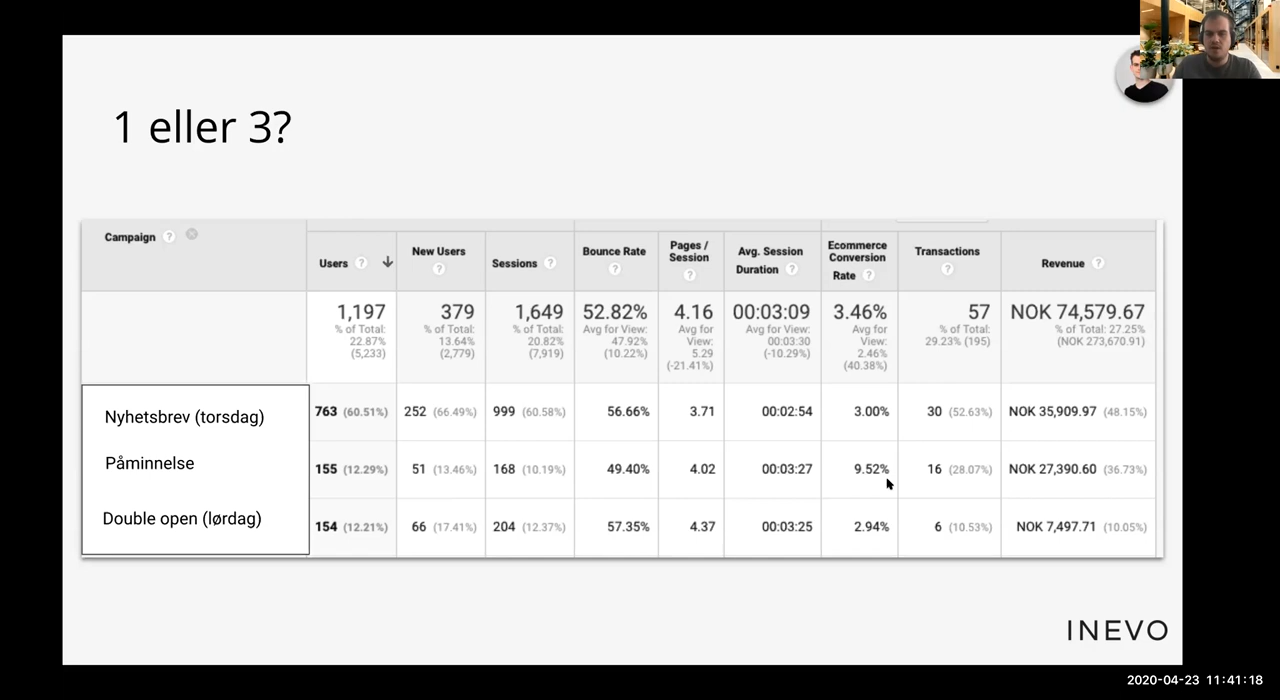 1 eller 3?
Campaign
Users
New Users
Sessions
Bounce Rate
Pages /
Session
Avg. Session
Duration
Ecommerce
Conversion
Rate
Transactions
Revenue
1,197
% of Total:
22.87%
(5,233)
379
% of Total:
13.64%
(2,779)
1,649
% of Total:
20.82%
(7,919)
52.82%
Avg for View:
47.92%
(10.22%)
4.16
Avg for
View:
5.29
(-21.41%)
00:03:09
Avg for View:
00:03:30
(-10.29%)
3.46%
Avg for
View:
2.46%
(40.38%)
57
% of Total:
29.23% (195)
NOK 74,579.67
% of Total: 27.25%
(NOK 273,670.91)
Nyhetsbrev (torsdag) 763 (60.51%) 252 (66.49%) 999 (60.58%) 56.66% 3.71 00:02:54 3.00% 30 (52.63%) NOK 35,909.97 (48.15%)
Påminnelse 155 (12.29%) 51 (13.46%) 168 (10.19%) 49.40% 4.02 00:03:27 9.52% 16 (28.07%) NOK 27,390.60 (36.73%)
Double open (lørdag) 154 (12.21%) 66 (17.41%) 204 (12.37%) 57.35% 4.37 00:03:25 2.94% 6 (10.53%) NOK 7,497.71 (10.05%)
INEVO
2020-04-23 11:41:18